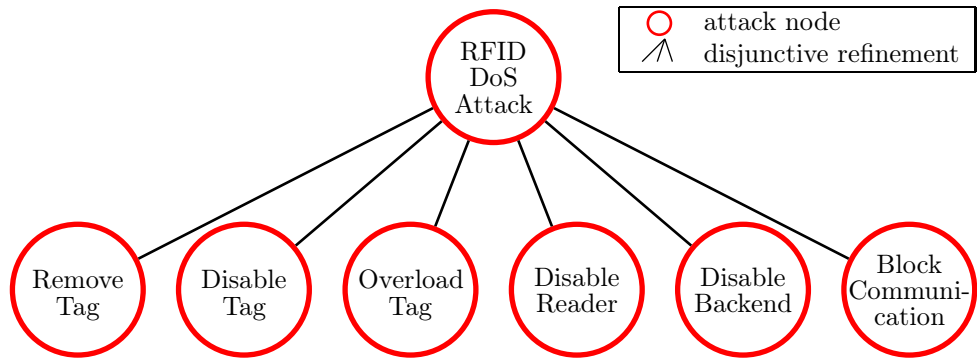 RFID
DoS
Attack
attack node
disjunctive refinement
Remove
Tag
Disable
Tag
Overload
Tag
Disable
Reader
Disable
Backend
Block
Communi-
cation